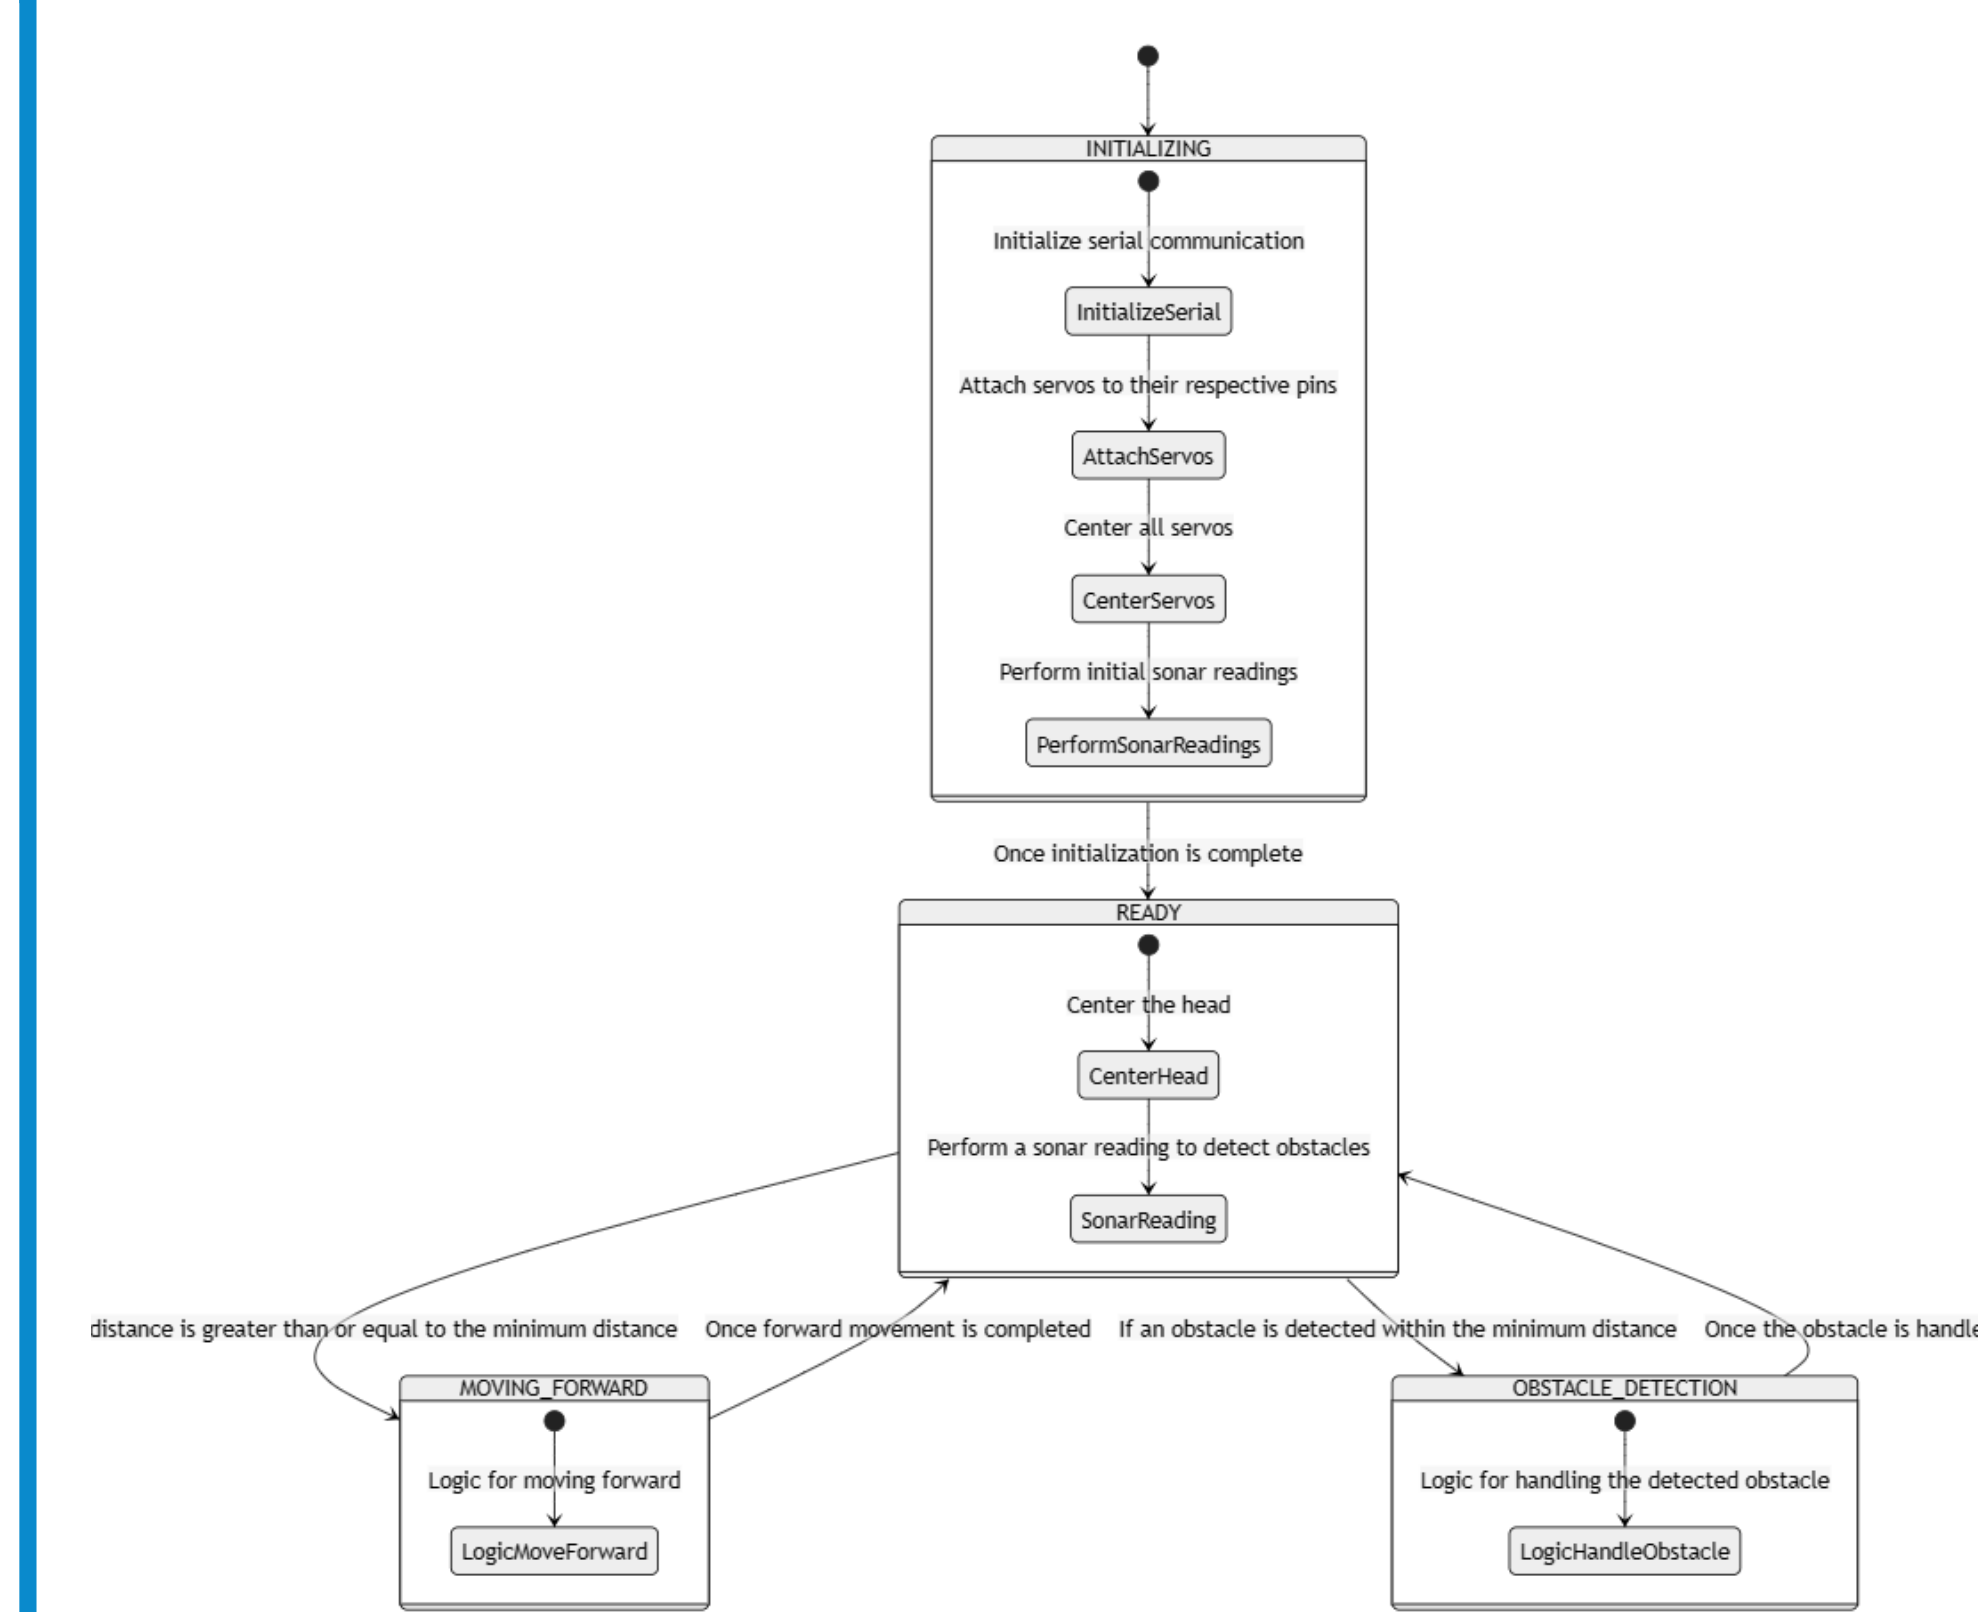 INITIALIZING
Initialize serial communication
InitializeSerial
Attach servos to their respective pins
AttachServos
Center all servos
CenterServos
Perform initial sonar readings
PerformSonarReadings
Once initialization is complete
READY
Center the head
CenterHead
Perform a sonar reading to detect obstacles
SonarReading
distance is greater than or equal to the minimum distance
Once forward movement is completed
If an obstacle is detected within the minimum distance
Once the obstacle is handle
MOVING_FORWARD
Logic for moving forward
LogicMoveForward
OBSTACLE_DETECTION
Logic for handling the detected obstacle
LogicHandleObstacle